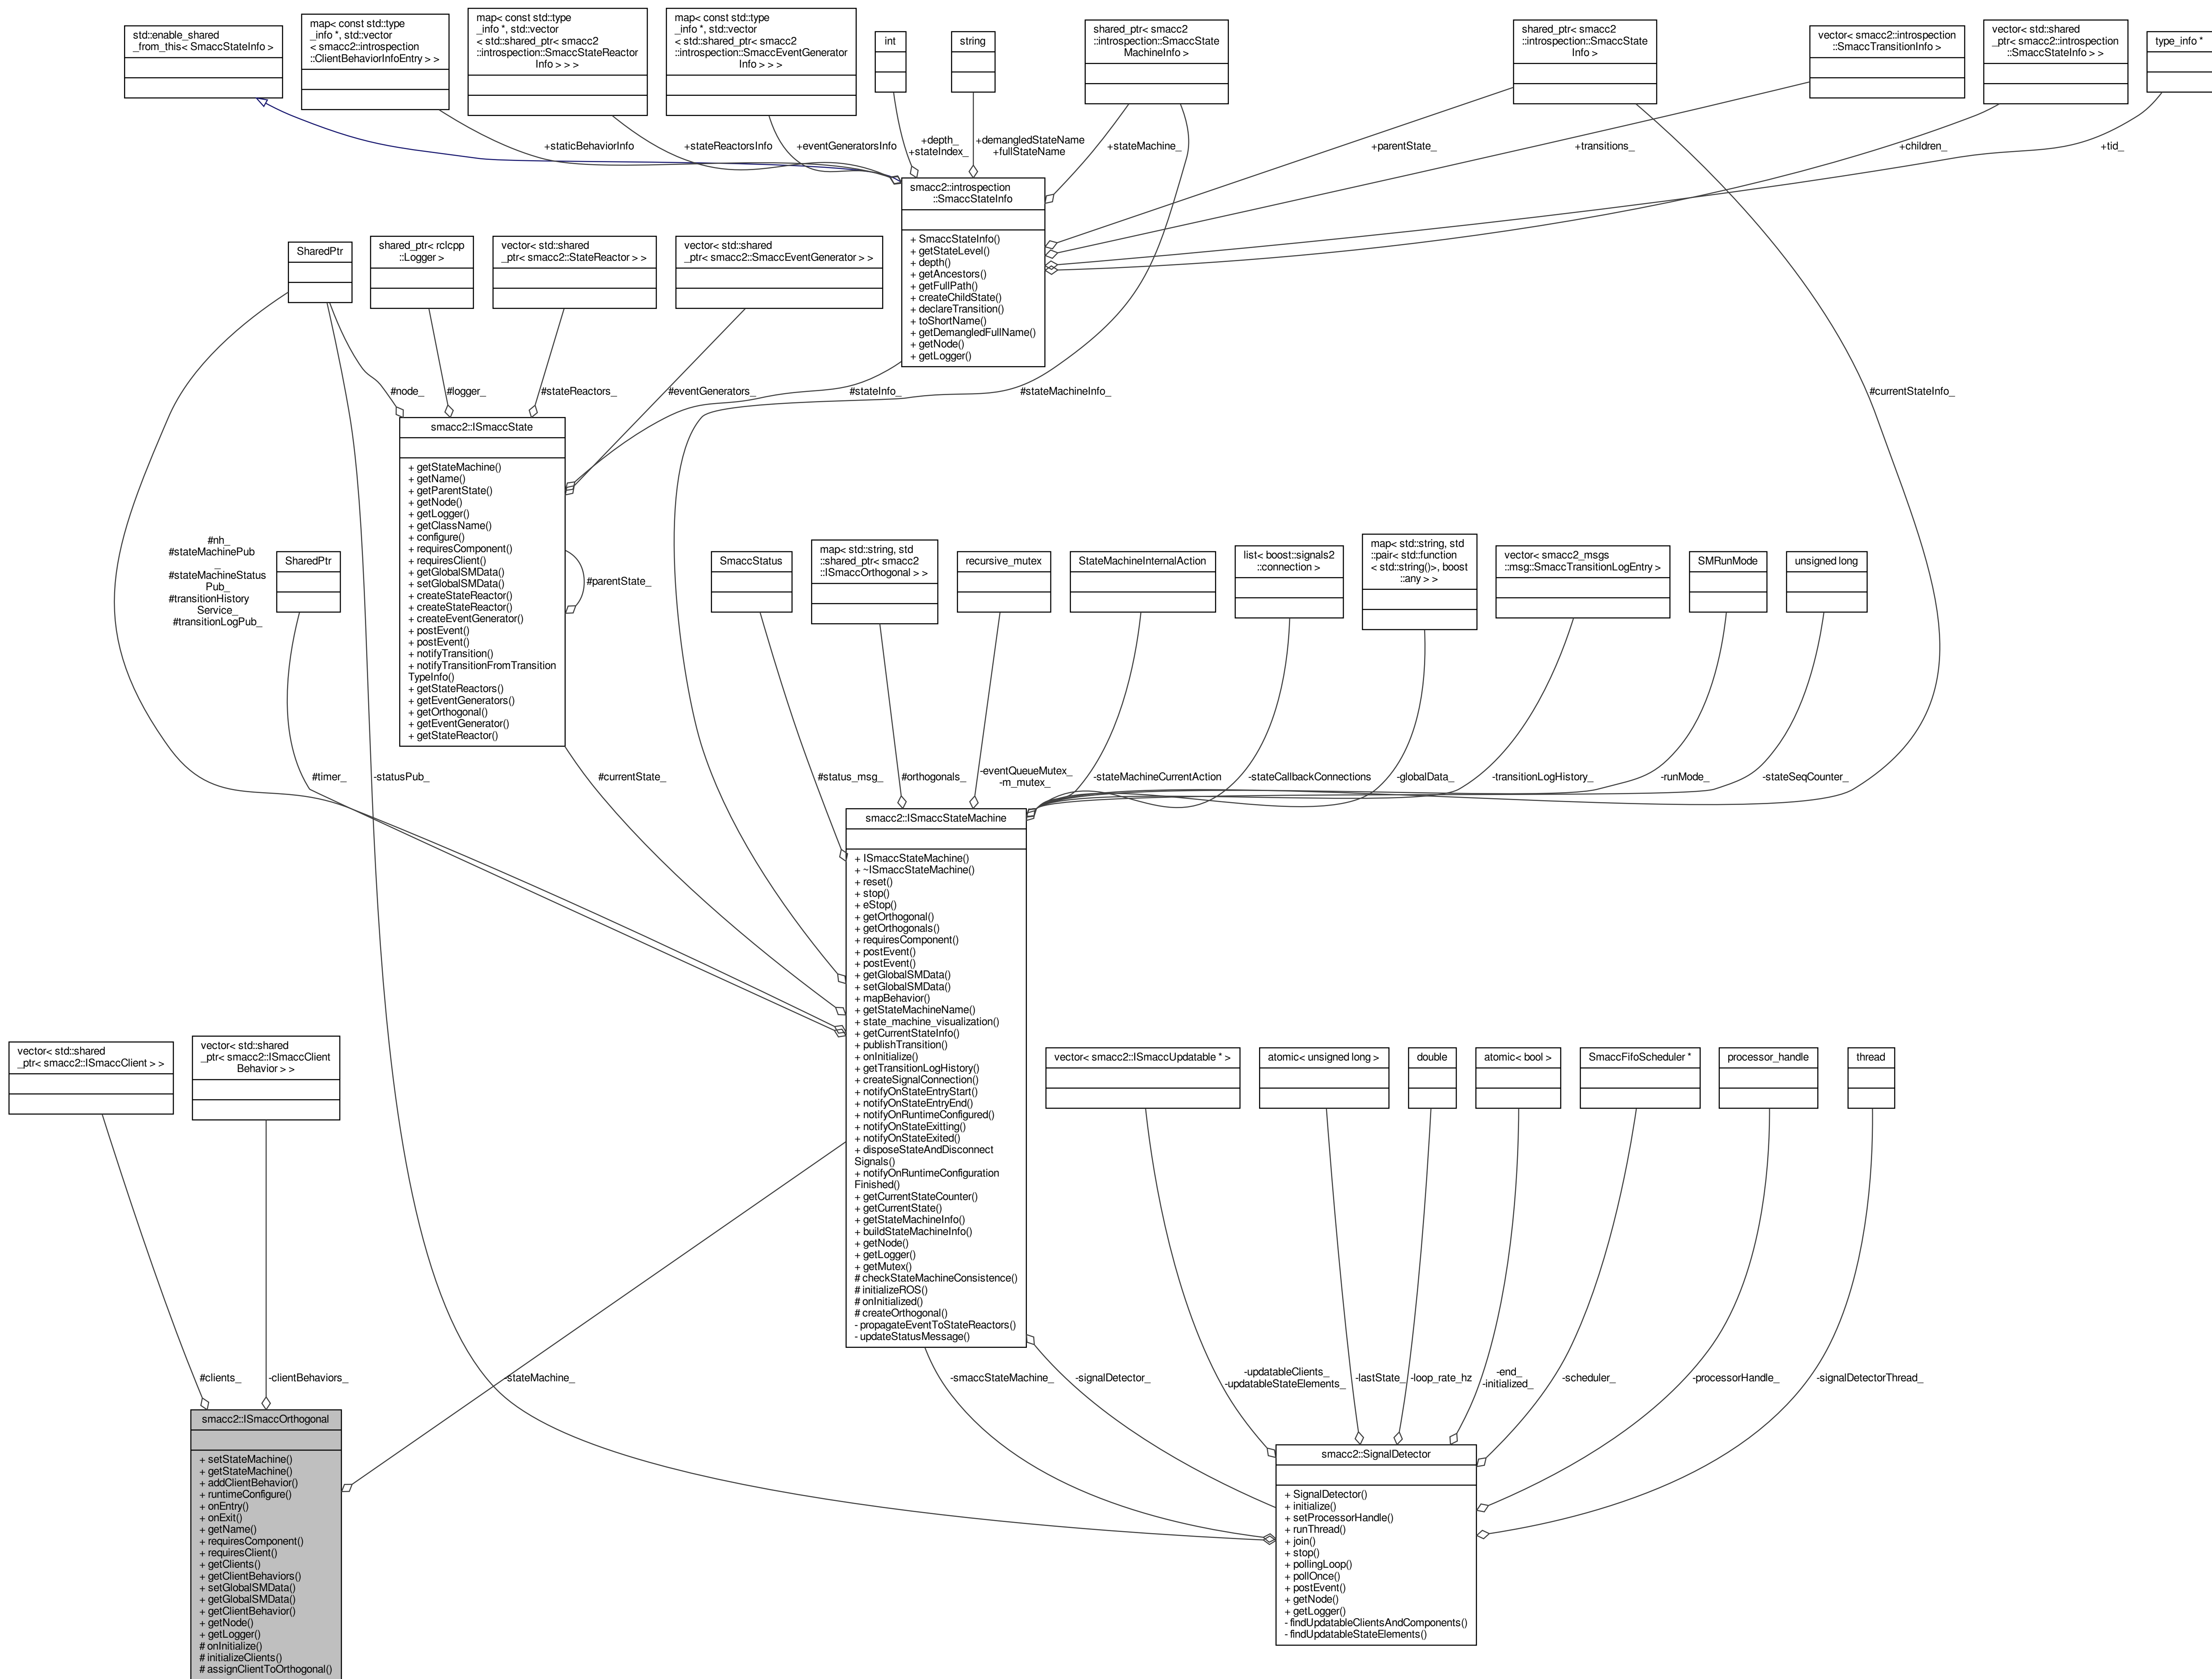 std::enable_shared
_from_this< SmaccStateInfo >
map< const std::type
_info *, std::vector
< smacc2::introspection
::ClientBehaviorInfoEntry > >
map< const std::type
_info *, std::vector
< std::shared_ptr< smacc2
::introspection::SmaccStateReactor
Info > > >
map< const std::type
_info *, std::vector
< std::shared_ptr< smacc2
::introspection::SmaccEventGenerator
Info > > >
int
string
shared_ptr< smacc2
::introspection::SmaccState
MachineInfo >
shared_ptr< smacc2
::introspection::SmaccState
Info >
vector< smacc2::introspection
::SmaccTransitionInfo >
vector< std::shared
_ptr< smacc2::introspection
::SmaccStateInfo > >
type_info *
+staticBehaviorInfo
+stateReactorsInfo
+eventGeneratorsInfo
+depth_
+stateIndex_
+demangledStateName
+fullStateName
+stateMachine_
+parentState_
+transitions_
+children_
+tid_
smacc2::introspection
::SmaccStateInfo
+ SmaccStateInfo()
+ getStateLevel()
+ depth()
+ getAncestors()
+ getFullPath()
+ createChildState()
+ declareTransition()
+ toShortName()
+ getDemangledFullName()
+ getNode()
+ getLogger()
SharedPtr
shared_ptr< rclcpp
::Logger >
vector< std::shared
_ptr< smacc2::StateReactor > >
vector< std::shared
_ptr< smacc2::SmaccEventGenerator > >
#node_
#logger_
#stateReactors_
#eventGenerators_
#stateInfo_
#stateMachineInfo_
#currentStateInfo_
smacc2::ISmaccState
+ getStateMachine()
+ getName()
+ getParentState()
+ getNode()
+ getLogger()
+ getClassName()
+ configure()
+ requiresComponent()
+ requiresClient()
+ getGlobalSMData()
+ setGlobalSMData()
+ createStateReactor()
+ createStateReactor()
+ createEventGenerator()
+ postEvent()
+ postEvent()
+ notifyTransition()
+ notifyTransitionFromTransition
TypeInfo()
+ getStateReactors()
+ getEventGenerators()
+ getOrthogonal()
+ getEventGenerator()
+ getStateReactor()
#parentState_
#nh_
#stateMachinePub
_
#stateMachineStatus
Pub_
#transitionHistory
Service_
#transitionLogPub_
SharedPtr
SmaccStatus
map< std::string, std
::shared_ptr< smacc2
::ISmaccOrthogonal > >
recursive_mutex
StateMachineInternalAction
list< boost::signals2
::connection >
map< std::string, std
::pair< std::function
< std::string()>, boost
::any > >
vector< smacc2_msgs
::msg::SmaccTransitionLogEntry >
SMRunMode
unsigned long
#timer_
-statusPub_
#currentState_
#status_msg_
#orthogonals_
-eventQueueMutex_
-m_mutex_
-stateMachineCurrentAction
-stateCallbackConnections
-globalData_
-transitionLogHistory_
-runMode_
-stateSeqCounter_
smacc2::ISmaccStateMachine
+ ISmaccStateMachine()
+ ~ISmaccStateMachine()
+ reset()
+ stop()
+ eStop()
+ getOrthogonal()
+ getOrthogonals()
+ requiresComponent()
+ postEvent()
+ postEvent()
+ getGlobalSMData()
+ setGlobalSMData()
+ mapBehavior()
+ getStateMachineName()
+ state_machine_visualization()
+ getCurrentStateInfo()
+ publishTransition()
+ onInitialize()
+ getTransitionLogHistory()
+ createSignalConnection()
+ notifyOnStateEntryStart()
+ notifyOnStateEntryEnd()
+ notifyOnRuntimeConfigured()
+ notifyOnStateExitting()
+ notifyOnStateExited()
+ disposeStateAndDisconnect
Signals()
+ notifyOnRuntimeConfiguration
Finished()
+ getCurrentStateCounter()
+ getCurrentState()
+ getStateMachineInfo()
+ buildStateMachineInfo()
+ getNode()
+ getLogger()
+ getMutex()
# checkStateMachineConsistence()
# initializeROS()
# onInitialized()
# createOrthogonal()
- propagateEventToStateReactors()
- updateStatusMessage()
vector< std::shared
_ptr< smacc2::ISmaccClient > >
vector< std::shared
_ptr< smacc2::ISmaccClient
Behavior > >
vector< smacc2::ISmaccUpdatable * >
atomic< unsigned long >
double
atomic< bool >
SmaccFifoScheduler *
processor_handle
thread
#clients_
-clientBehaviors_
-stateMachine_
-smaccStateMachine_
-signalDetector_
-updatableClients_
-updatableStateElements_
-lastState_
-loop_rate_hz
-end_
-initialized_
-scheduler_
-processorHandle_
-signalDetectorThread_
smacc2::ISmaccOrthogonal
+ setStateMachine()
+ getStateMachine()
+ addClientBehavior()
+ runtimeConfigure()
+ onEntry()
+ onExit()
+ getName()
+ requiresComponent()
+ requiresClient()
+ getClients()
+ getClientBehaviors()
+ setGlobalSMData()
+ getGlobalSMData()
+ getClientBehavior()
+ getNode()
+ getLogger()
# onInitialize()
# initializeClients()
# assignClientToOrthogonal()
smacc2::SignalDetector
+ SignalDetector()
+ initialize()
+ setProcessorHandle()
+ runThread()
+ join()
+ stop()
+ pollingLoop()
+ pollOnce()
+ postEvent()
+ getNode()
+ getLogger()
- findUpdatableClientsAndComponents()
- findUpdatableStateElements()